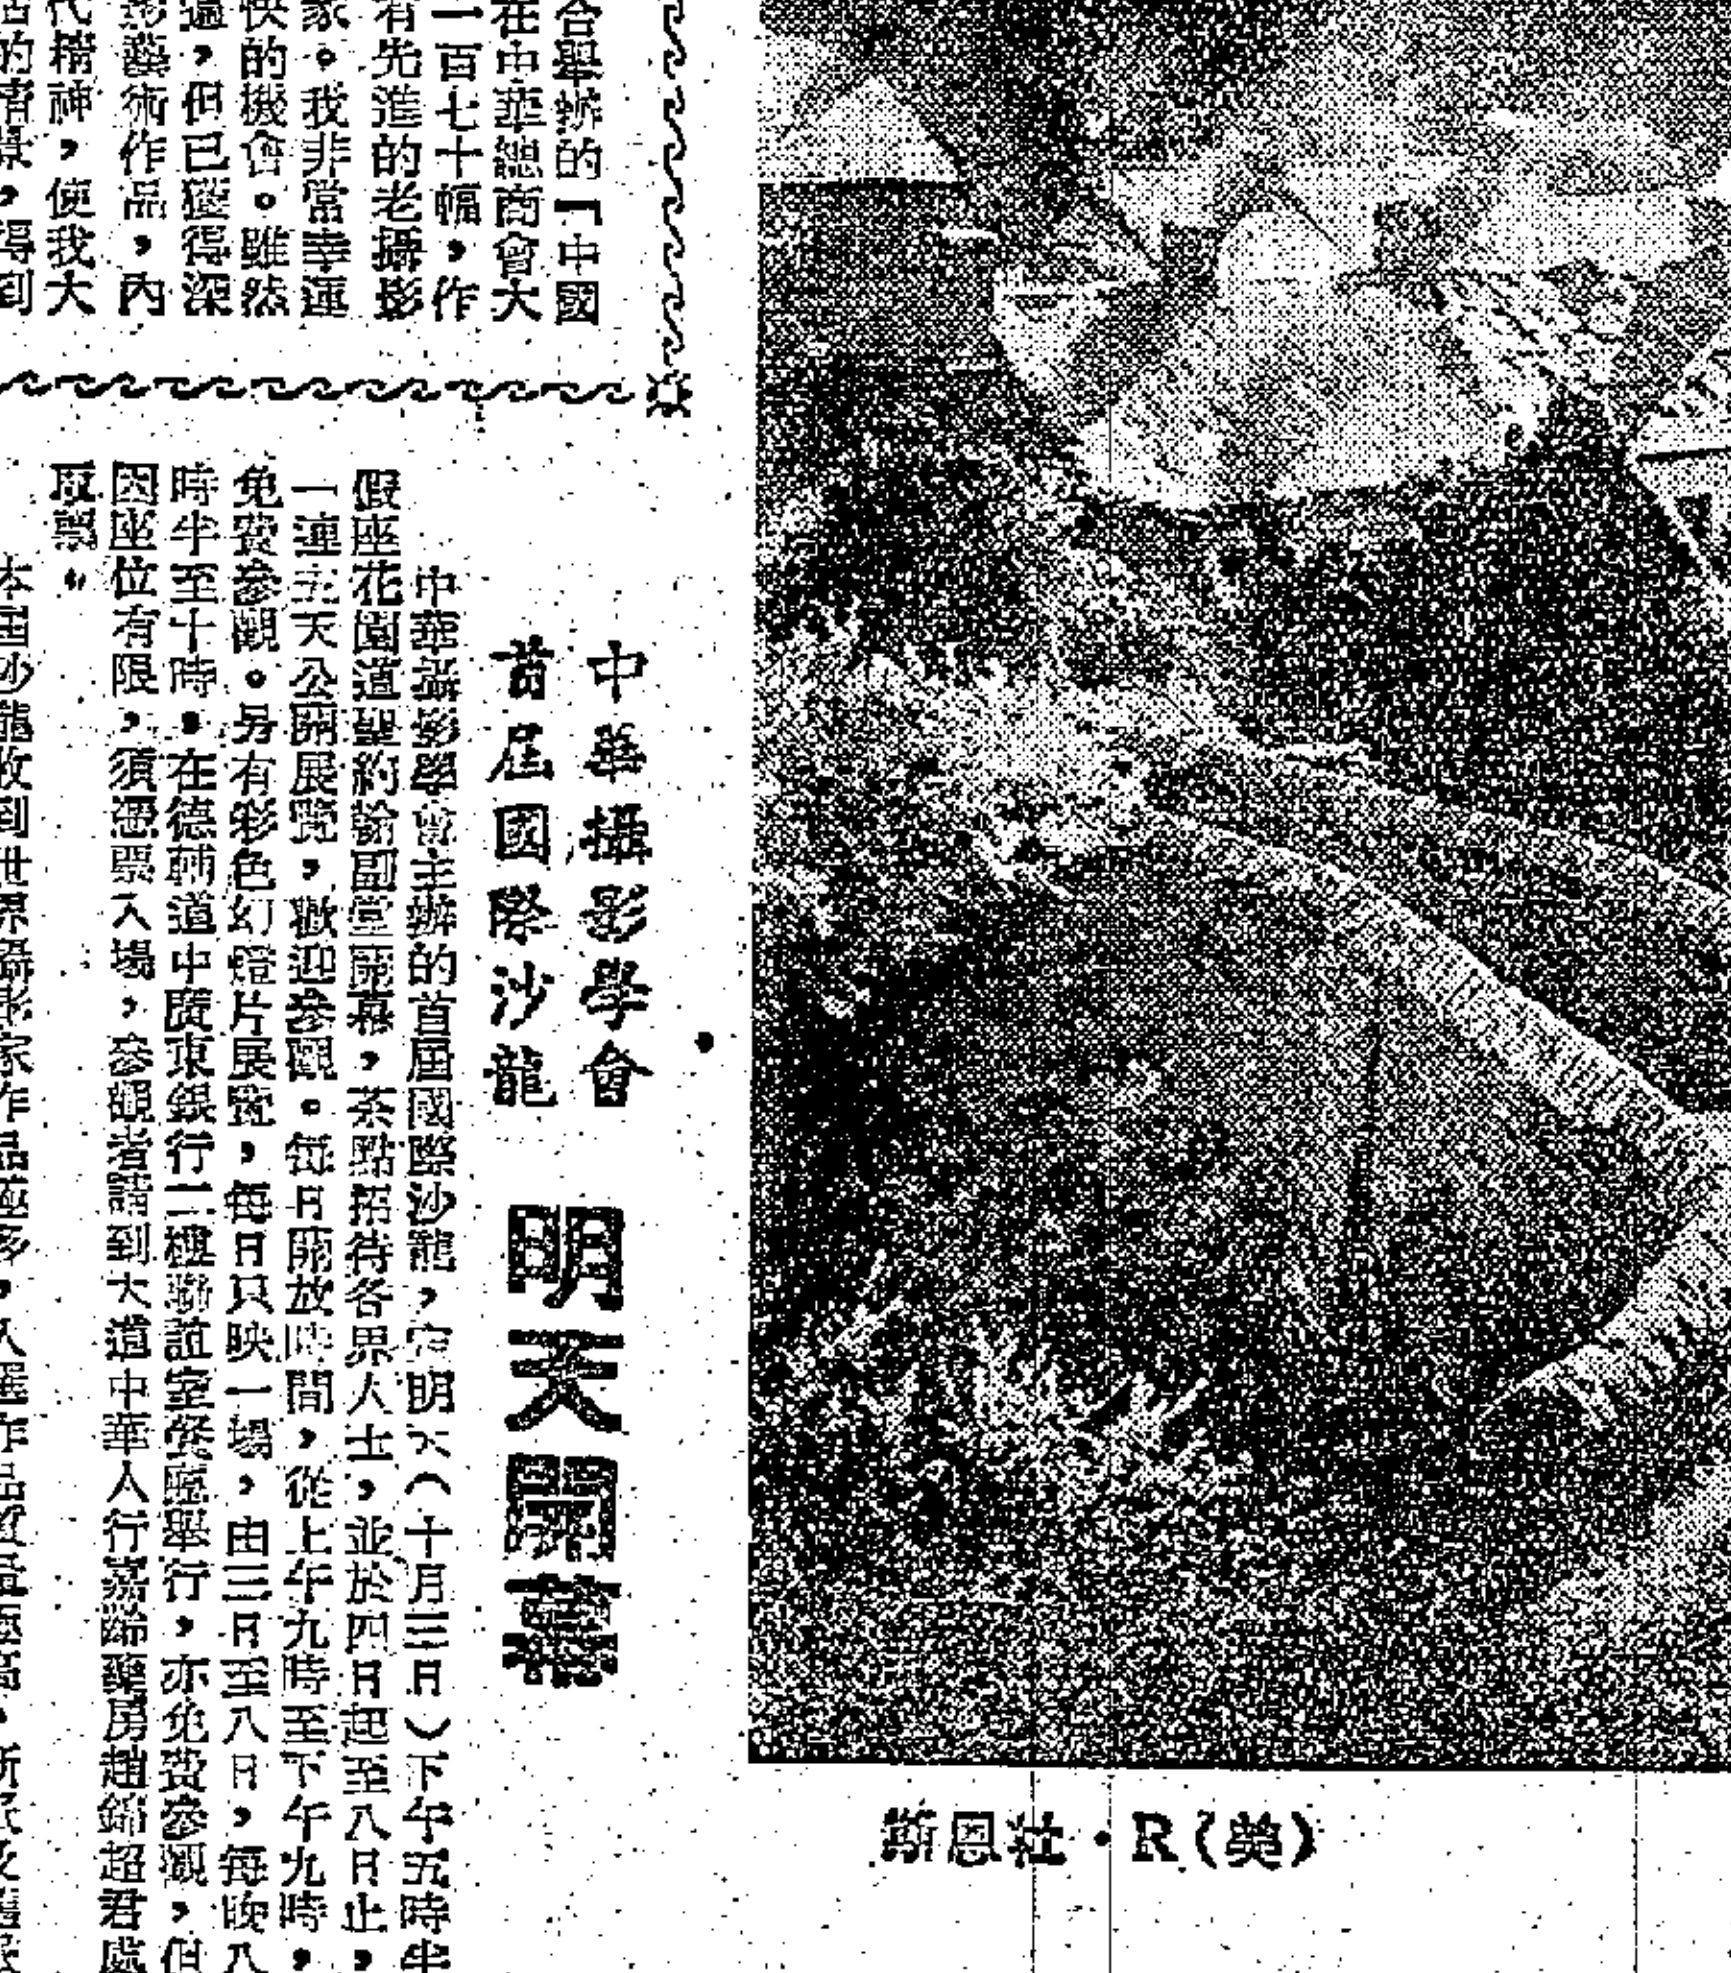 合舉辦的「中國
在中華總商會大
一百七十幅，作
有先進的老攝影
家。我非常幸運
快的機會。雖然
遍，但已獲得深
影藝術作品，內
代精神，使我大
活的情景，得到
中華攝影學會
首屆國際沙龍
明天開幕
中華攝影學會主辦的首屆國際沙龍，定明天（十月三日）下午五時半
假座花園道聖約翰副堂開幕，茶點招待各界人士，並於四日起至八日止，
一連五天公開展覽，歡迎參觀。每日開放時間，從上午九時至下午九時，
免費參觀。另有彩色幻燈片展覽，每日只映一場，由三日至八日，每晚八
時半至十時。在德輔道中廣東銀行二樓聯誼室餐廳舉行，亦免費參觀，但
因座位有限，須憑票入場，參觀者請到大道中華人行嘉齡藥房趙錦超君處
取票。
本屆沙龍收到世界攝影家作品極多，入選作品質量極高，所
斯恩杜・R(美)